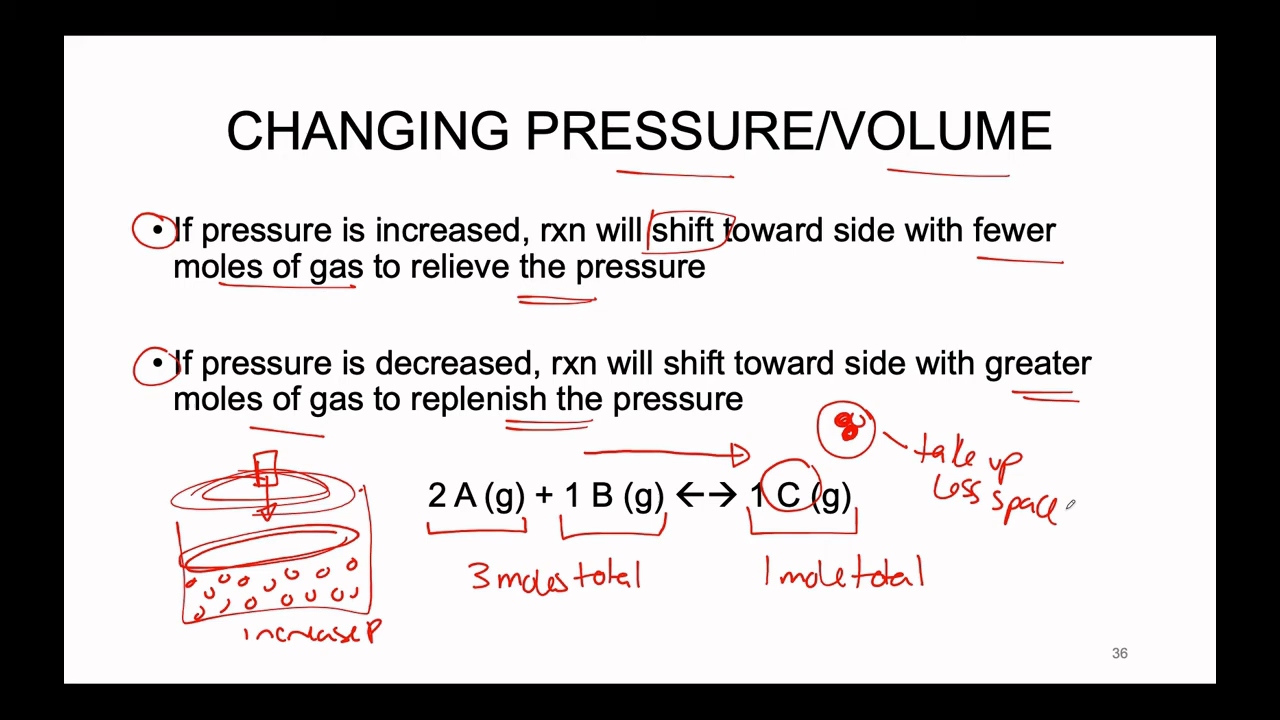 CHANGING PRESSURE/VOLUME
• If pressure is increased, rxn will shift toward side with fewer
moles of gas to relieve the pressure
• If pressure is decreased, rxn will shift toward side with greater
moles of gas to replenish the pressure
take up
less space
2 A (g) + 1 B (g) ←→ 1 C (g)
3 moles total
1 mole total
increase P
36